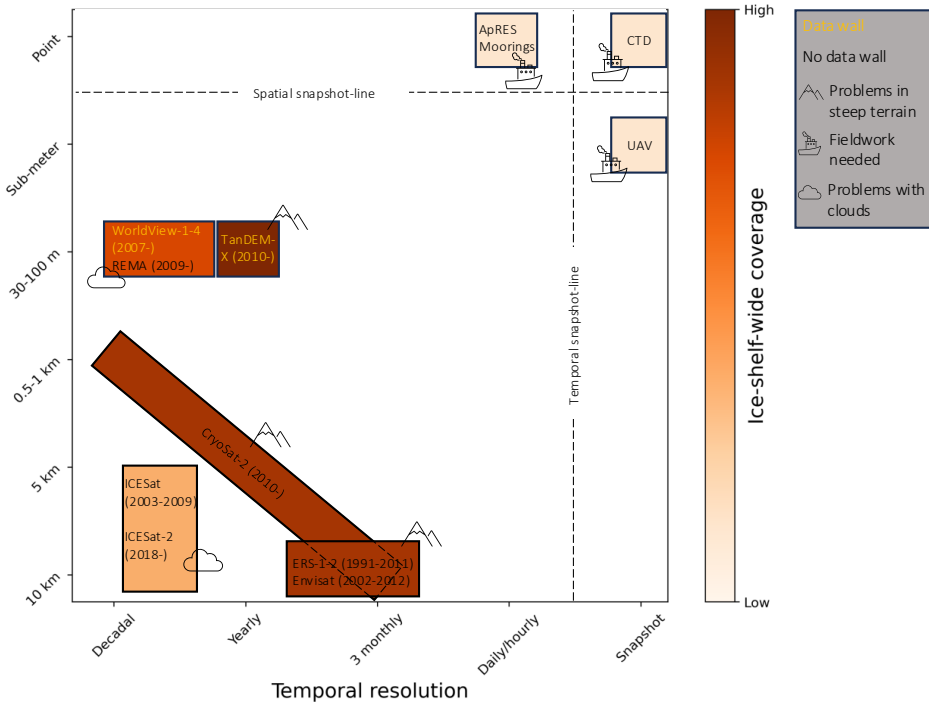 Point
Sub-meter
30-100 m
0.5-1 km
5 km
10 km
ApRES
Moorings
CTD
Spatial snapshot-line
UAV
WorldView-1-4
(2007-)
REMA (2009-)
TanDEM-
X (2010-)
Temporal snapshot-line
CryoSat-2 (2010-)
ICESat
(2003-2009)
ICESat-2
(2018-)
ERS-1-2 (1991-2011)
Envisat (2002-2012)
Decadal
Yearly
3 monthly
Daily/hourly
Snapshot
Temporal resolution
High
Low
Ice-shelf-wide coverage
Data wall
No data wall
Problems in
steep terrain
Fieldwork
needed
Problems with
clouds